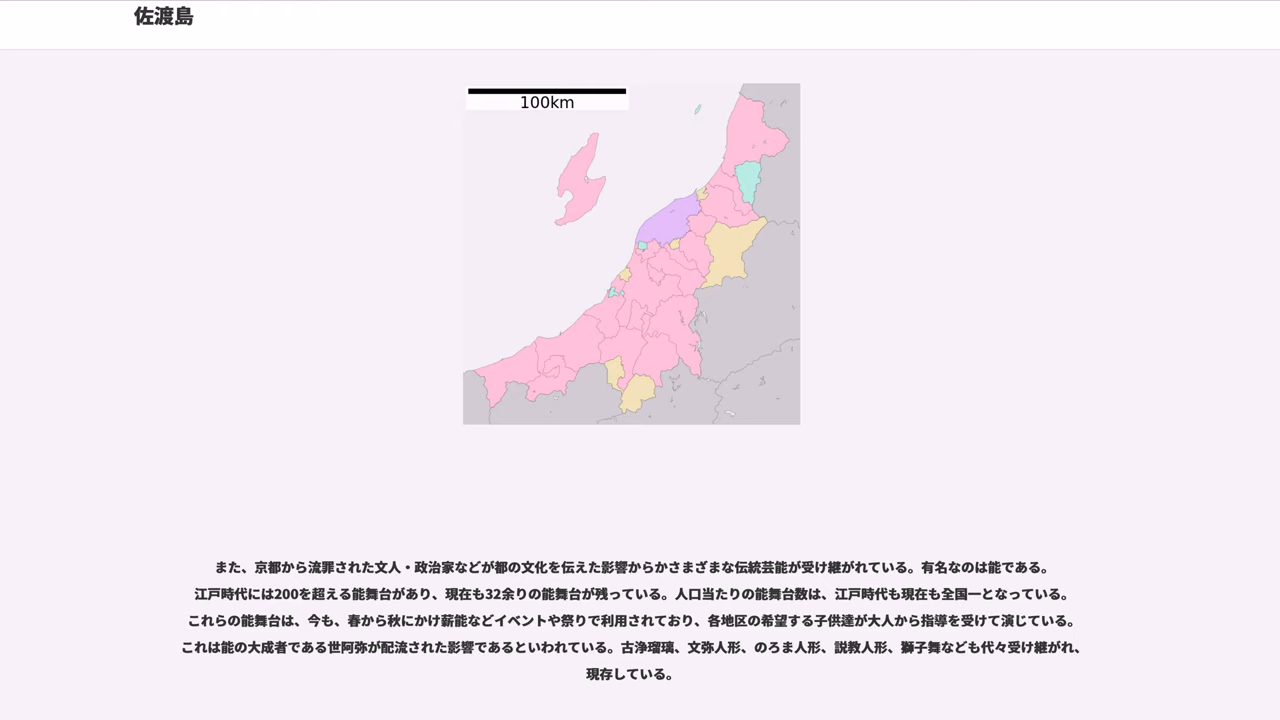 佐渡島
100km
また、京都から流罪された文人・政治家などが都の文化を伝えた影響からかさまざまな伝統芸能が受け継がれている。有名なのは能である。
江戸時代には200を超える能舞台があり、現在も32余りの能舞台が残っている。人口当たりの能舞台数は、江戸時代も現在も全国一となっている。
これらの能舞台は、今も、春から秋にかけ薪能などイベントや祭りで利用されており、各地区の希望する子供達が大人から指導を受けて演じている。
これは能の大成者である世阿弥が配流された影響であるといわれている。古浄瑠璃、文弥人形、のろま人形、説教人形、獅子舞なども代々受け継がれ、
現存している。